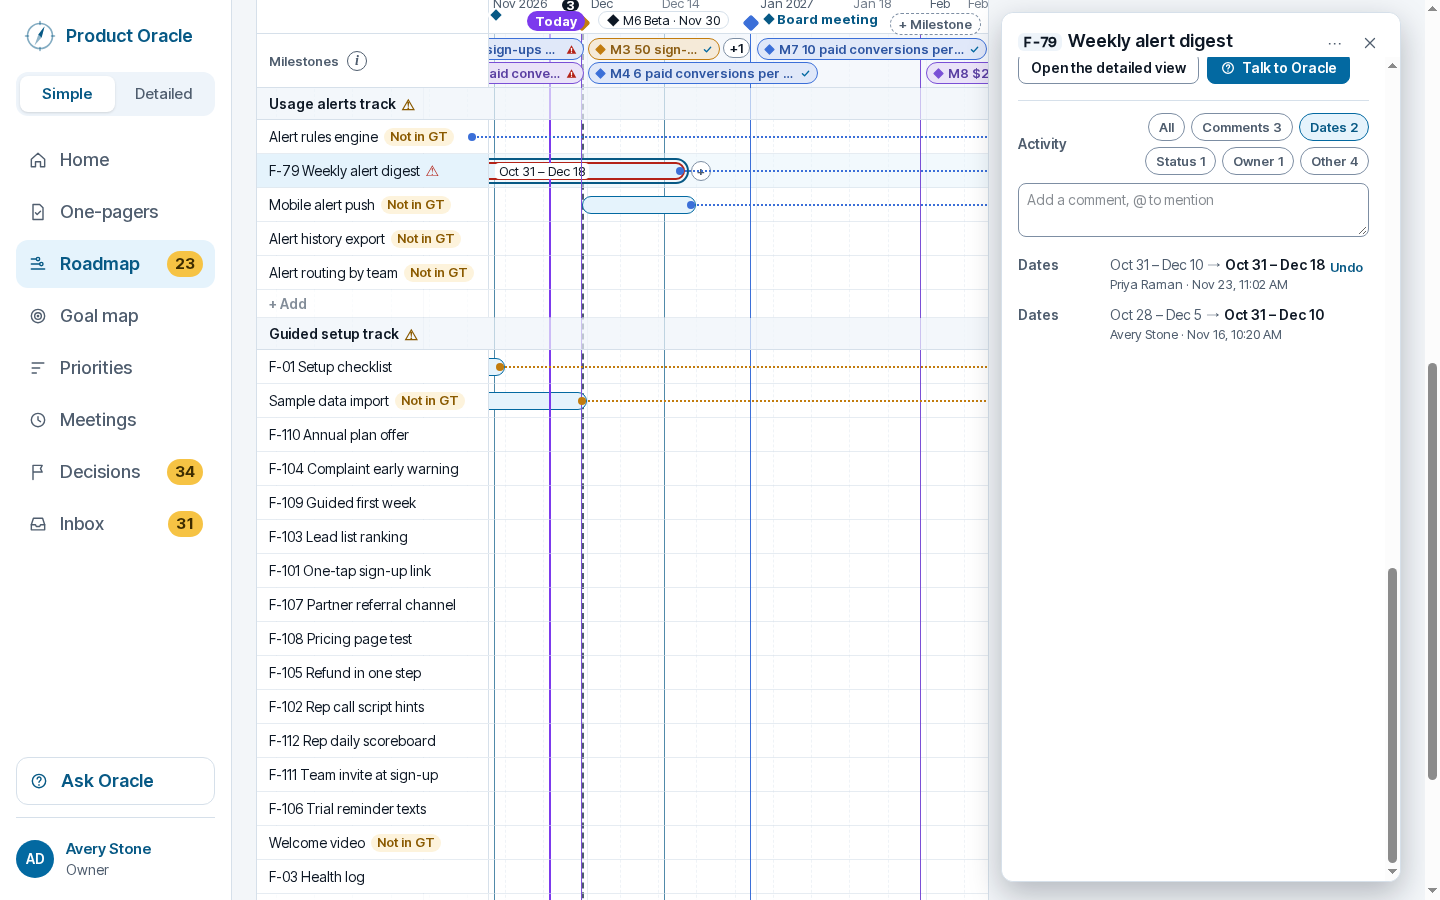 Product Oracle
Simple
Detailed
Home
One-pagers
Roadmap 23
Goal map
Priorities
Meetings
Decisions 34
Inbox 31
Ask Oracle
AD
Avery Stone
Owner
Nov 2026 3 Dec Dec 14 Jan 2027 Jan 18 Feb Feb
Today
M6 Beta · Nov 30
Board meeting
+ Milestone
Milestones i
sign-ups ...
M3 50 sign-...
+1
M7 10 paid conversions per...
paid conve...
M4 6 paid conversions per ...
M8 $2
Usage alerts track
Alert rules engine Not in GT
F-79 Weekly alert digest
Oct 31 – Dec 18
+
Mobile alert push Not in GT
Alert history export Not in GT
Alert routing by team Not in GT
+ Add
Guided setup track
F-01 Setup checklist
Sample data import Not in GT
F-110 Annual plan offer
F-104 Complaint early warning
F-109 Guided first week
F-103 Lead list ranking
F-101 One-tap sign-up link
F-107 Partner referral channel
F-108 Pricing page test
F-105 Refund in one step
F-102 Rep call script hints
F-112 Rep daily scoreboard
F-111 Team invite at sign-up
F-106 Trial reminder texts
Welcome video Not in GT
F-03 Health log
F-79 Weekly alert digest
Open the detailed view
Talk to Oracle
Activity
All
Comments 3
Dates 2
Status 1
Owner 1
Other 4
Add a comment, @ to mention
Dates Oct 31 – Dec 10 → Oct 31 – Dec 18 Undo
Priya Raman · Nov 23, 11:02 AM
Dates Oct 28 – Dec 5 → Oct 31 – Dec 10
Avery Stone · Nov 16, 10:20 AM